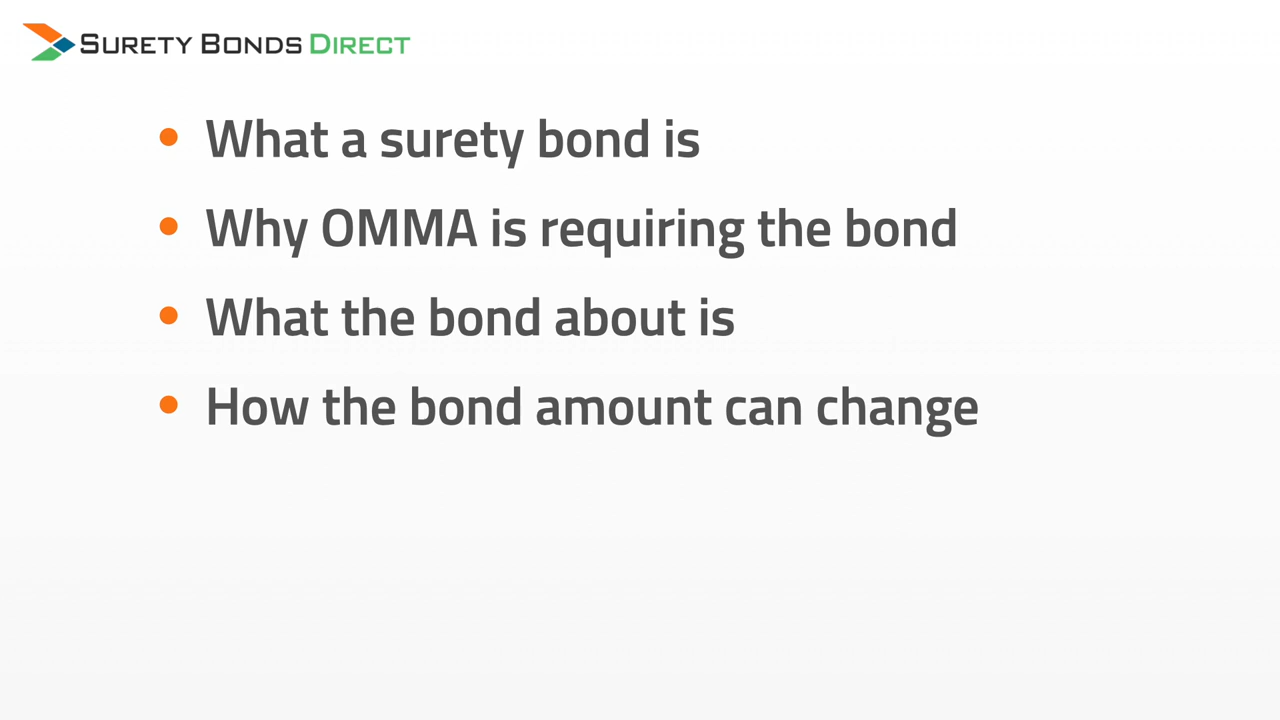 SURETY BONDS DIRECT
• What a surety bond is
• Why OMMA is requiring the bond
• What the bond about is
• How the bond amount can change